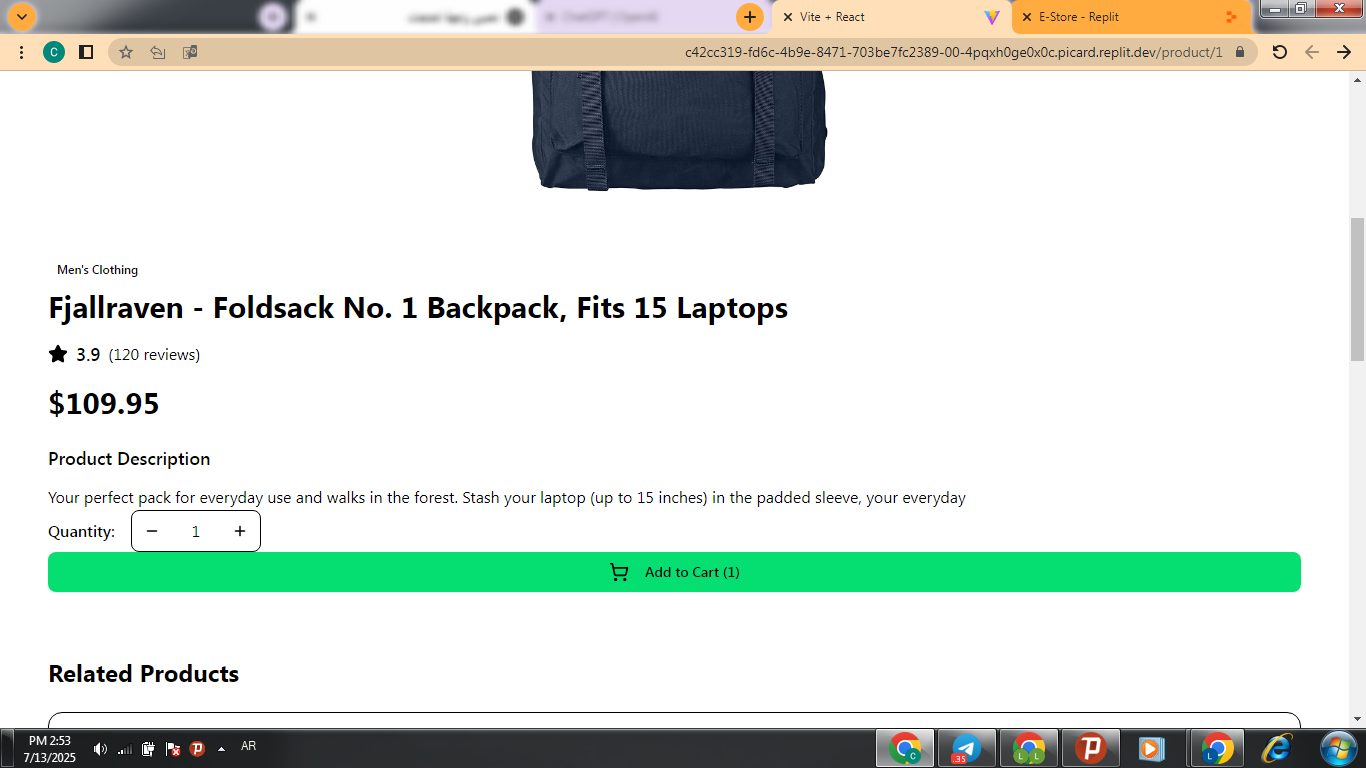 Vite + React
E-Store - Replit
C
c42cc319-fd6c-4b9e-8471-703be7fc2389-00-4pqxh0ge0x0c.picard.replit.dev/product/1
Men's Clothing
Fjallraven - Foldsack No. 1 Backpack, Fits 15 Laptops
3.9 (120 reviews)
$109.95
Product Description
Your perfect pack for everyday use and walks in the forest. Stash your laptop (up to 15 inches) in the padded sleeve, your everyday
Quantity: − 1 +
Add to Cart (1)
Related Products
PM 2:53
7/13/2025
AR
C
.35
L L
L